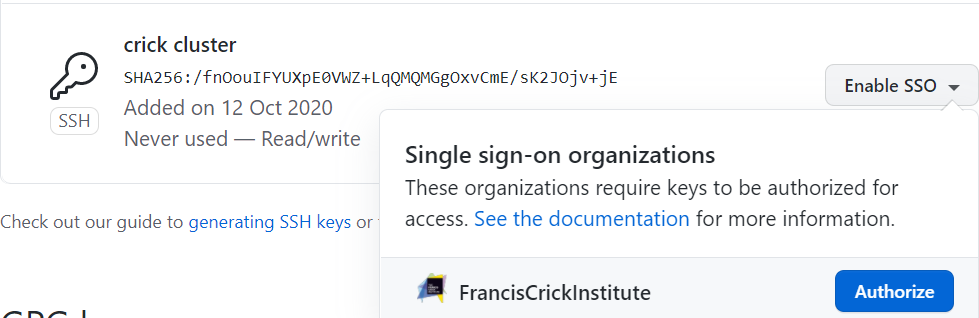 crick cluster
SHA256:/fnOouIFYUXpE0VWZ+LqQMQMGgOxvCmE/sK2JOjv+jE
Added on 12 Oct 2020
Never used — Read/write
SSH
Enable SSO
Single sign-on organizations
These organizations require keys to be authorized for
access. See the documentation for more information.
FrancisCrickInstitute
Authorize
Check out our guide to generating SSH keys or